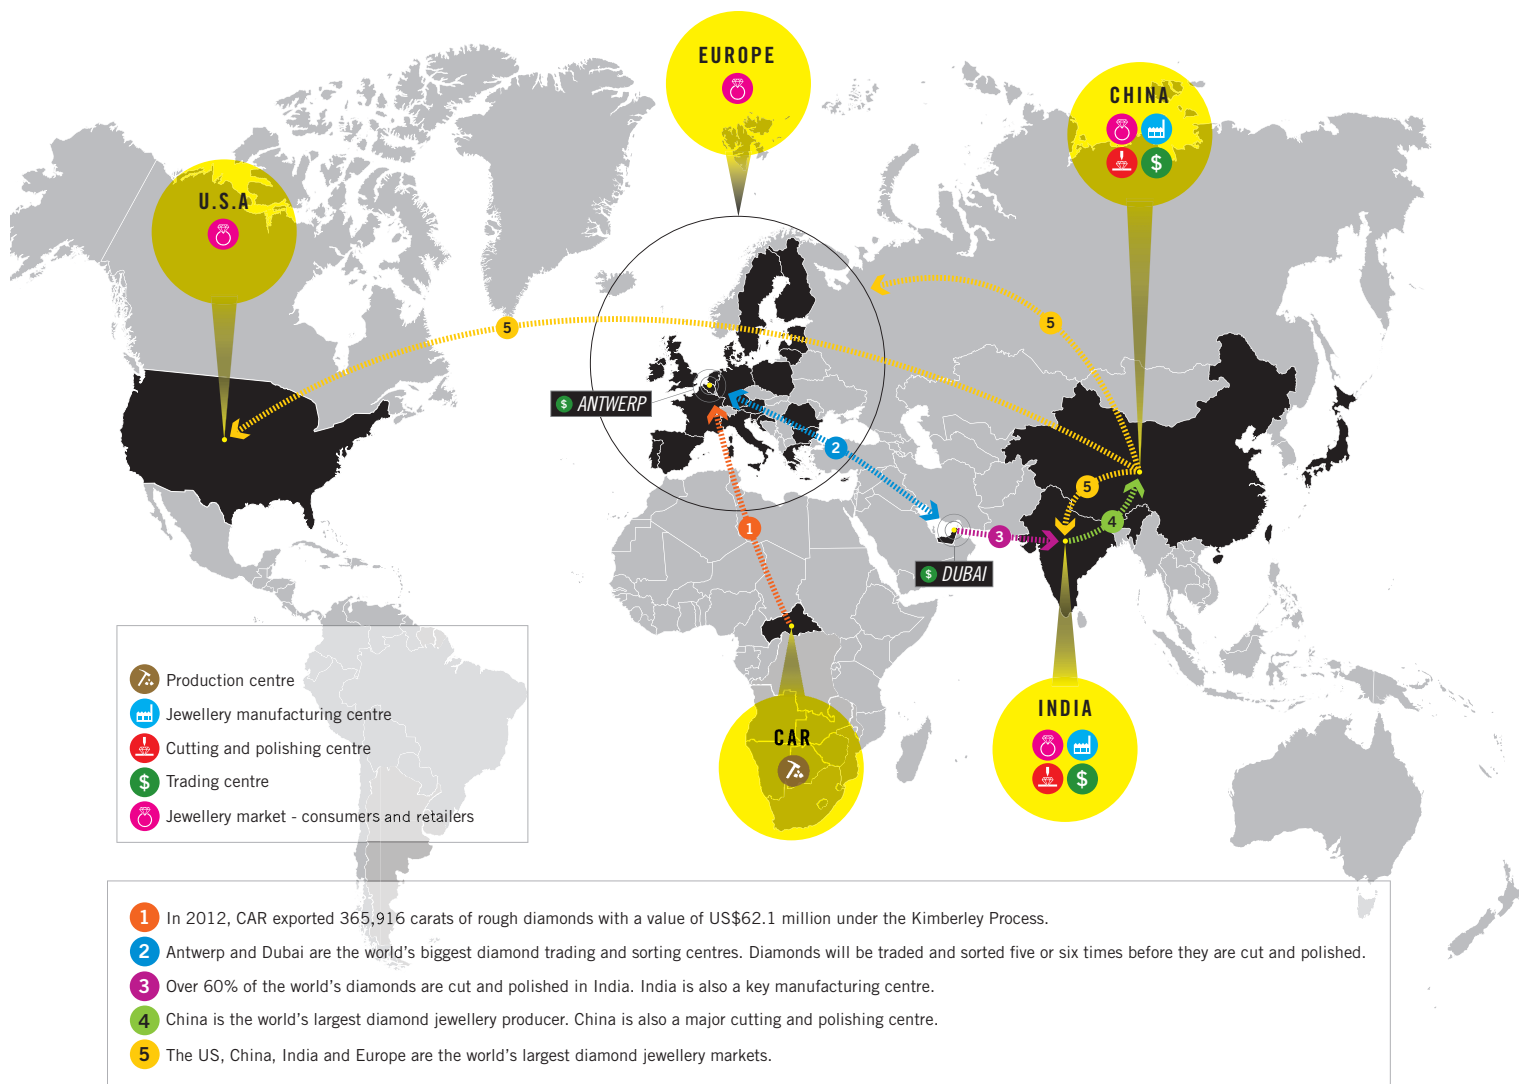 EUROPE
CHINA
$
U.S.A
5
5
$ ANTWERP
2
5
4
1
3
$ DUBAI
CAR
INDIA
$
Production centre
Jewellery manufacturing centre
Cutting and polishing centre
$ Trading centre
Jewellery market - consumers and retailers
1 In 2012, CAR exported 365,916 carats of rough diamonds with a value of US$62.1 million under the Kimberley Process.
2 Antwerp and Dubai are the world's biggest diamond trading and sorting centres. Diamonds will be traded and sorted five or six times before they are cut and polished.
3 Over 60% of the world's diamonds are cut and polished in India. India is also a key manufacturing centre.
4 China is the world's largest diamond jewellery producer. China is also a major cutting and polishing centre.
5 The US, China, India and Europe are the world's largest diamond jewellery markets.